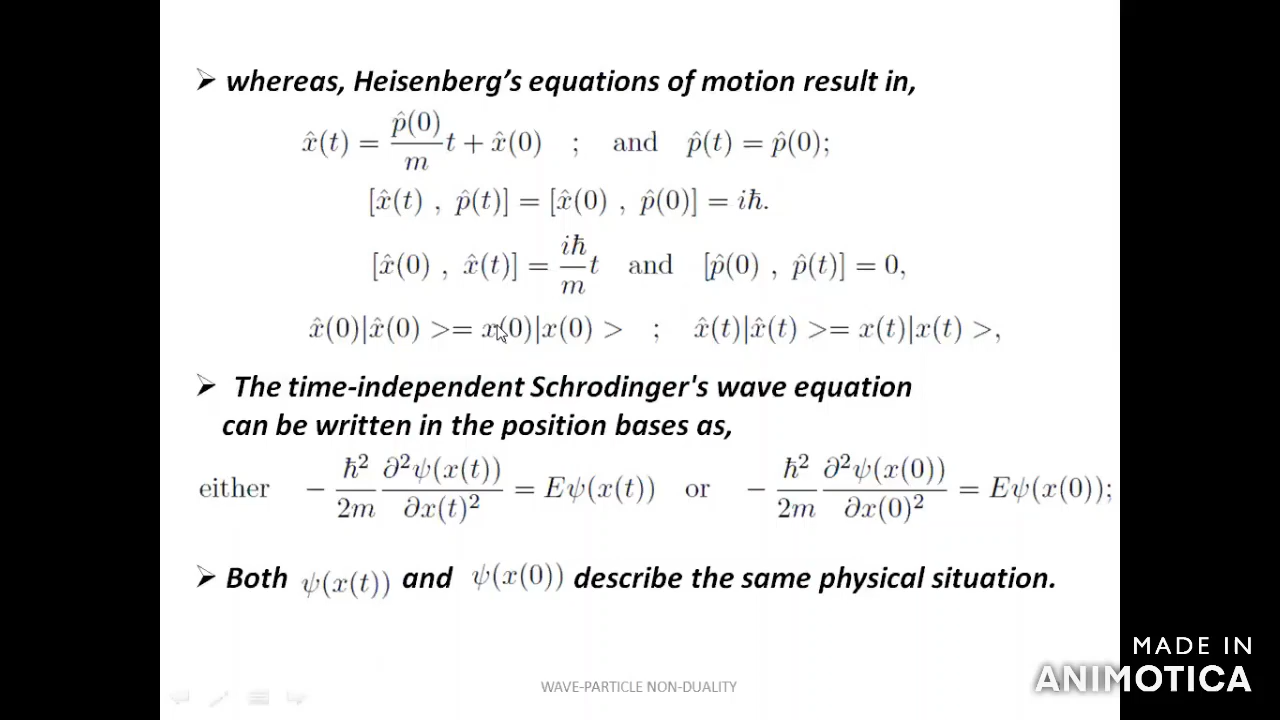 ➢ whereas, Heisenberg's equations of motion result in,
x̂(t) = p̂(0)/m t + x̂(0) ; and p̂(t) = p̂(0);
[x̂(t) , p̂(t)] = [x̂(0) , p̂(0)] = iħ.
[x̂(0) , x̂(t)] = iħ/m t and [p̂(0) , p̂(t)] = 0,
x̂(0)|x̂(0) >= x(0)|x(0) > ; x̂(t)|x̂(t) >= x(t)|x(t) >,
➢ The time-independent Schrodinger's wave equation
can be written in the position bases as,
either − ħ²/2m ∂²ψ(x(t))/∂x(t)² = Eψ(x(t)) or − ħ²/2m ∂²ψ(x(0))/∂x(0)² = Eψ(x(0));
➢ Both ψ(x(t)) and ψ(x(0)) describe the same physical situation.
MADE IN
ANIMOTICA
WAVE-PARTICLE NON-DUALITY